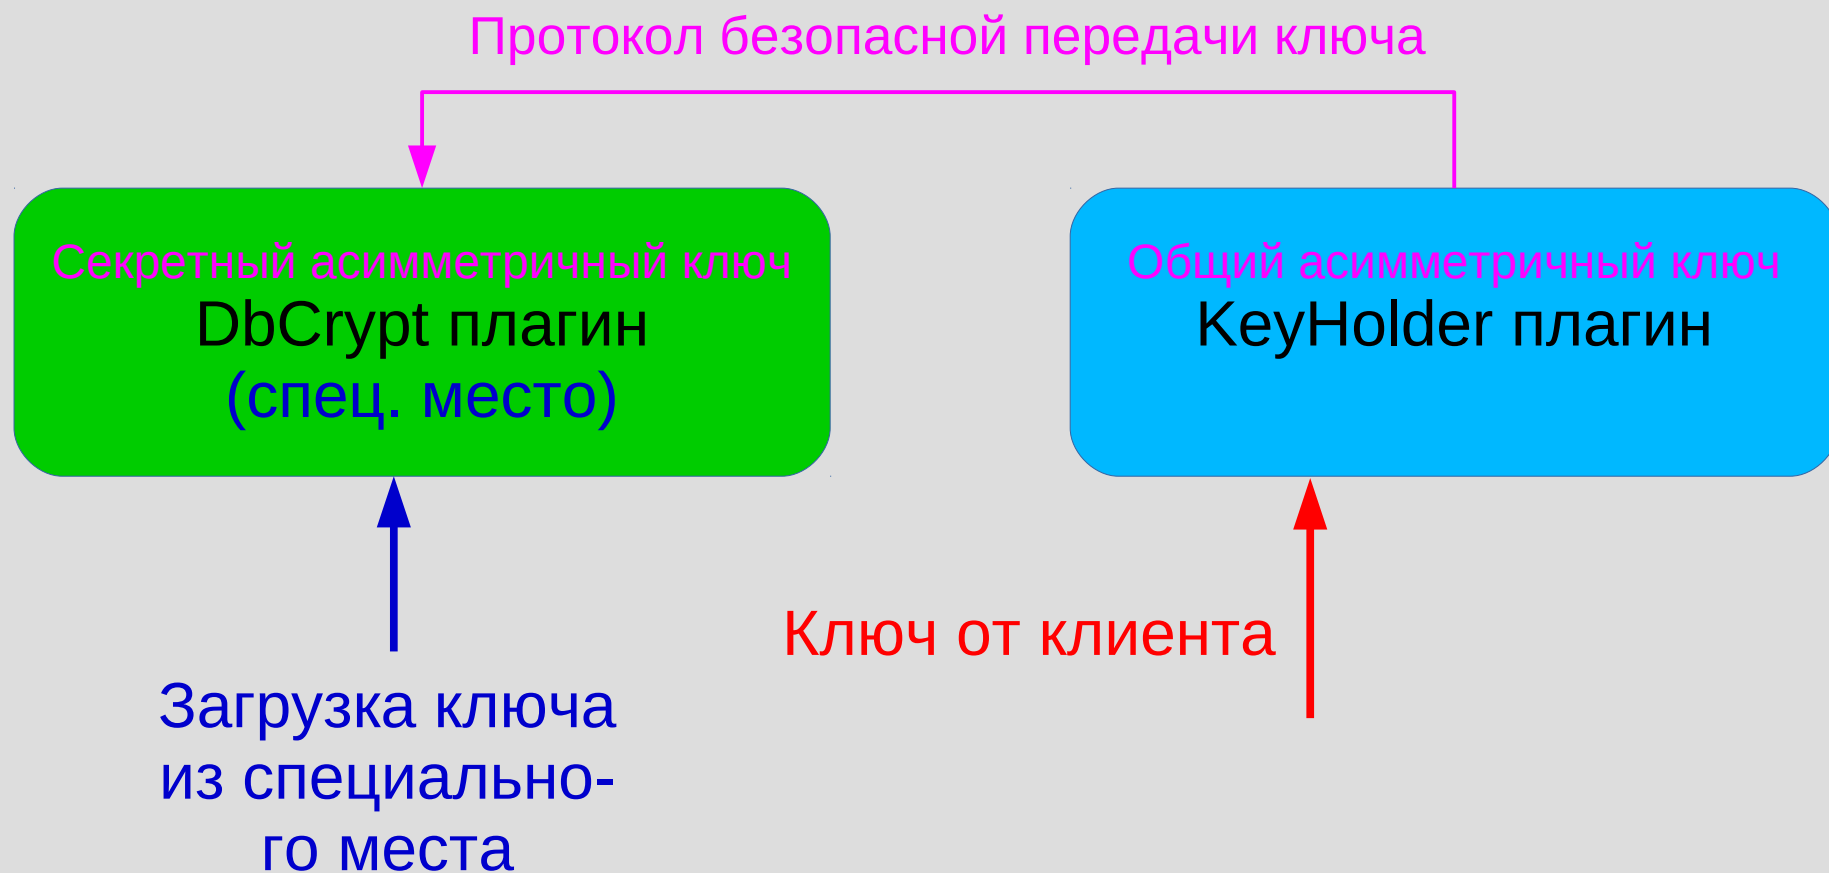 Протокол безопасной передачи ключа
Секретный асимметричный ключ
DbCrypt плагин
(спец. место)
Общий асимметричный ключ
KeyHolder плагин
Ключ от клиента
Загрузка ключа
из специально-
го места